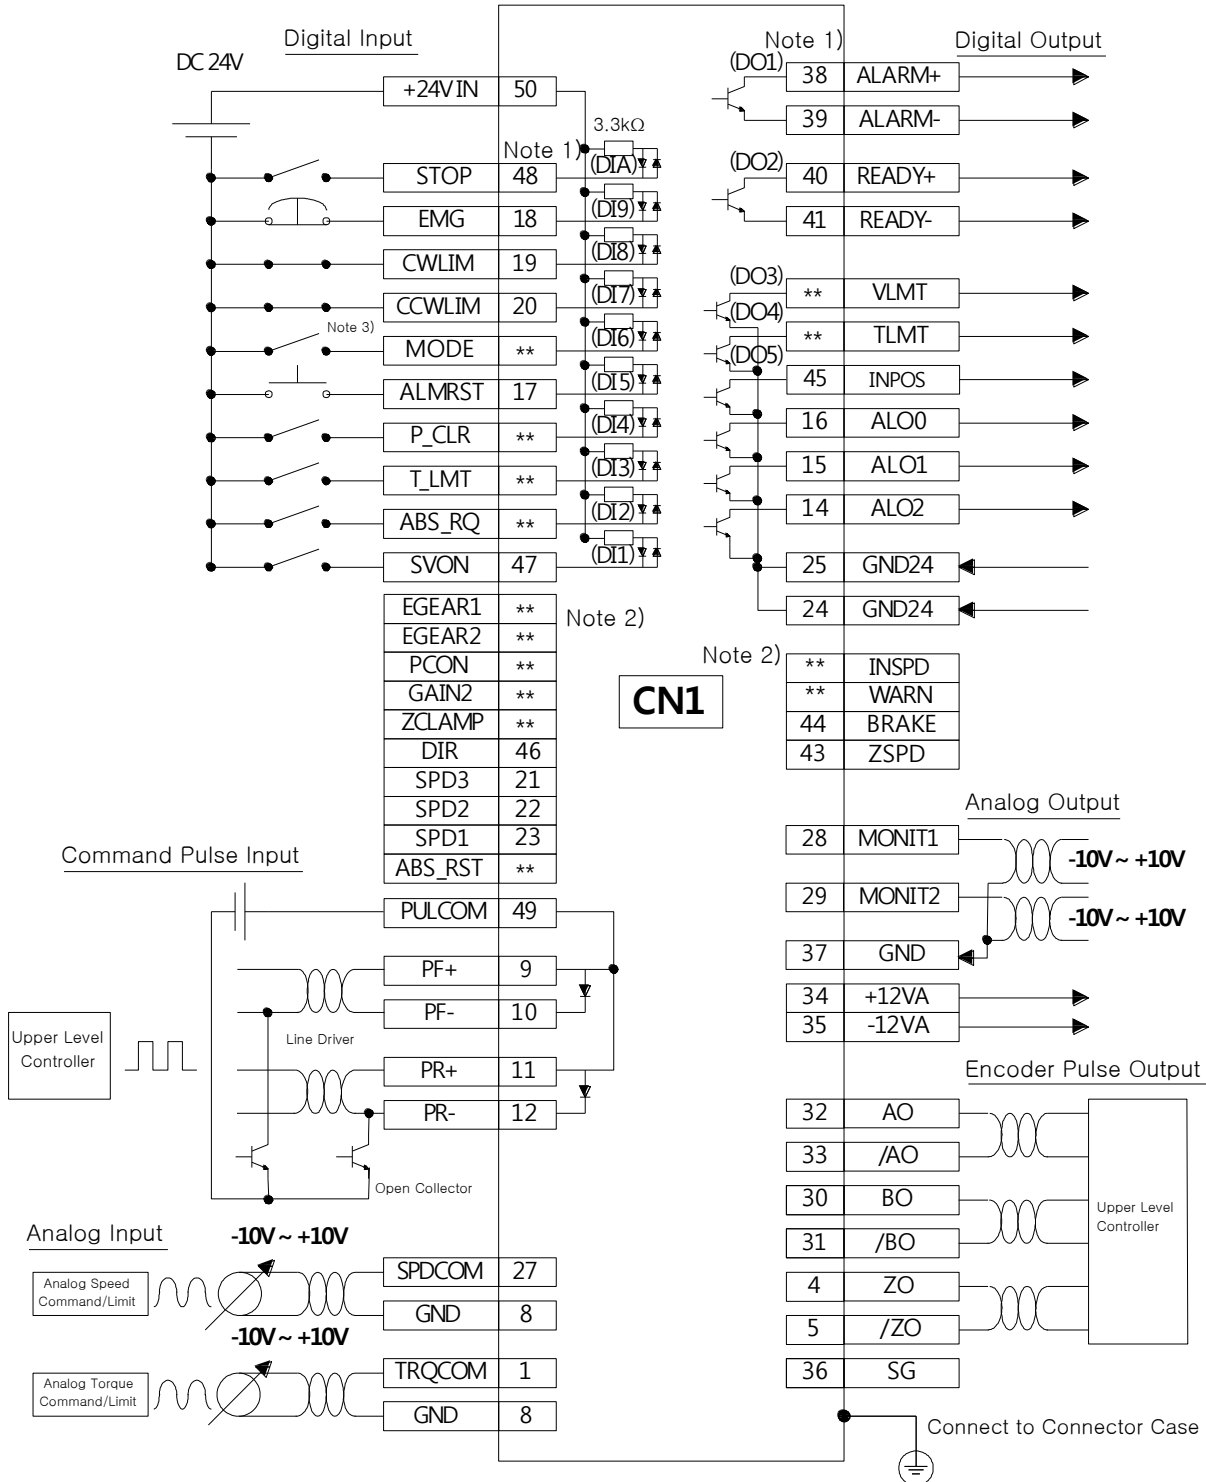 Digital Input
DC 24V
+24V IN 50
3.3kΩ
Note 1)
STOP 48 (DIA)
EMG 18 (DI9)
CWLIM 19 (DI8)
CCWLIM 20 (DI7)
Note 3)
MODE ** (DI6)
ALMRST 17 (DI5)
P_CLR ** (DI4)
T_LMT ** (DI3)
ABS_RQ ** (DI2)
SVON 47 (DI1)
EGEAR1 **
Note 2)
EGEAR2 **
PCON **
GAIN2 **
ZCLAMP **
DIR 46
SPD3 21
SPD2 22
SPD1 23
ABS_RST **
Command Pulse Input
PULCOM 49
PF+ 9
PF- 10
Line Driver
PR+ 11
PR- 12
Upper Level
Controller
Open Collector
Analog Input
-10V ~ +10V
Analog Speed
Command/Limit
SPDCOM 27
GND 8
-10V ~ +10V
Analog Torque
Command/Limit
TRQCOM 1
GND 8
CN1
Note 1)
Digital Output
(DO1)
38 ALARM+
39 ALARM-
(DO2)
40 READY+
41 READY-
(DO3)
** VLMT
(DO4)
** TLMT
(DO5)
45 INPOS
16 ALO0
15 ALO1
14 ALO2
25 GND24
24 GND24
Note 2)
** INSPD
** WARN
44 BRAKE
43 ZSPD
Analog Output
28 MONIT1
-10V ~ +10V
29 MONIT2
-10V ~ +10V
37 GND
34 +12VA
35 -12VA
Encoder Pulse Output
32 AO
33 /AO
30 BO
31 /BO
4 ZO
5 /ZO
36 SG
Upper Level
Controller
Connect to Connector Case